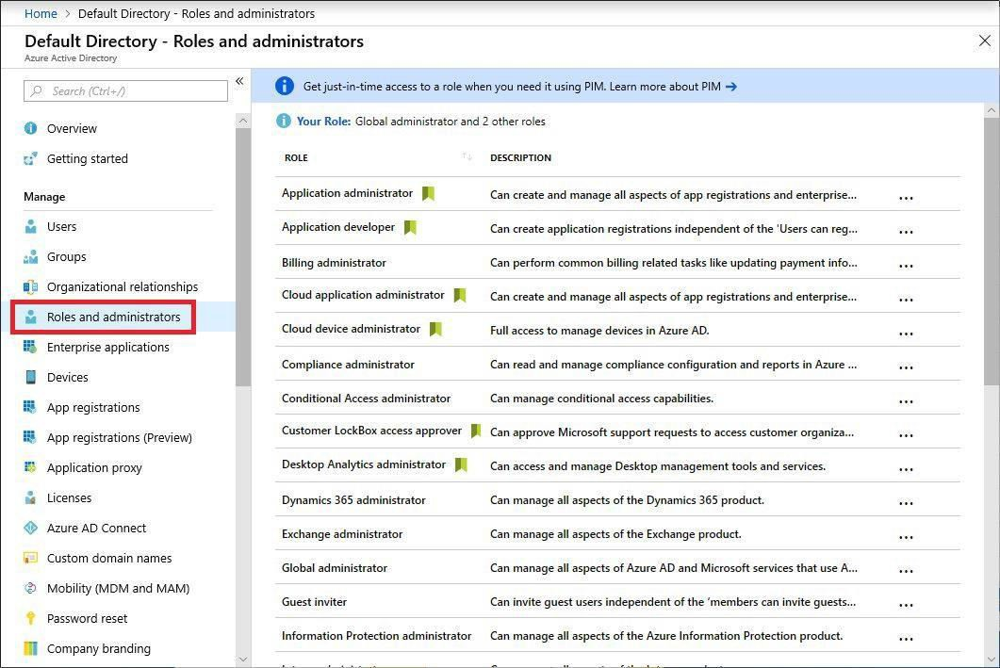 Home > Default Directory - Roles and administrators
Default Directory - Roles and administrators
Azure Active Directory
Search (Ctrl+/)
Overview
Getting started
Manage
Users
Groups
Organizational relationships
Roles and administrators
Enterprise applications
Devices
App registrations
App registrations (Preview)
Application proxy
Licenses
Azure AD Connect
Custom domain names
Mobility (MDM and MAM)
Password reset
Company branding
Get just-in-time access to a role when you need it using PIM. Learn more about PIM →
Your Role: Global administrator and 2 other roles
ROLE DESCRIPTION
Application administrator Can create and manage all aspects of app registrations and enterprise...
Application developer Can create application registrations independent of the 'Users can reg...
Billing administrator Can perform common billing related tasks like updating payment info...
Cloud application administrator Can create and manage all aspects of app registrations and enterprise...
Cloud device administrator Full access to manage devices in Azure AD.
Compliance administrator Can read and manage compliance configuration and reports in Azure ...
Conditional Access administrator Can manage conditional access capabilities.
Customer LockBox access approver Can approve Microsoft support requests to access customer organiza...
Desktop Analytics administrator Can access and manage Desktop management tools and services.
Dynamics 365 administrator Can manage all aspects of the Dynamics 365 product.
Exchange administrator Can manage all aspects of the Exchange product.
Global administrator Can manage all aspects of Azure AD and Microsoft services that use A...
Guest inviter Can invite guest users independent of the 'members can invite guests...
Information Protection administrator Can manage all aspects of the Azure Information Protection product.